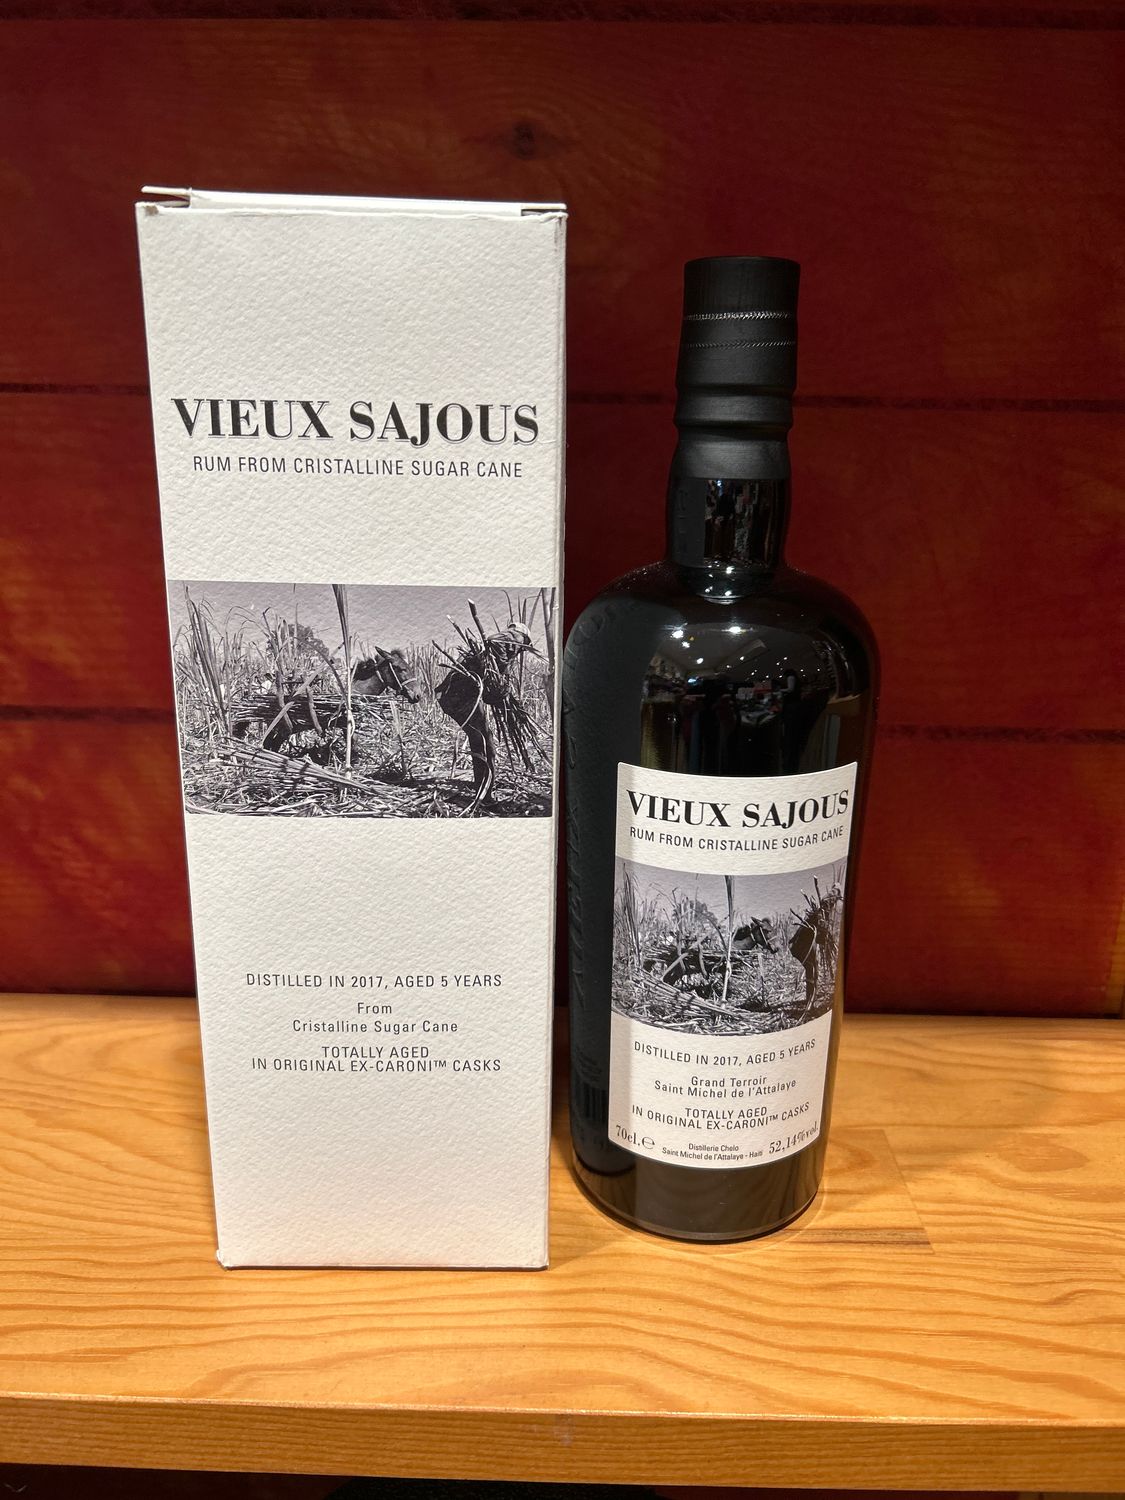 VIEUX SAJOUS
RUM FROM CRISTALLINE SUGAR CANE
DISTILLED IN 2017, AGED 5 YEARS
From
Cristalline Sugar Cane
TOTALLY AGED
IN ORIGINAL EX-CARONI™ CASKS
VIEUX SAJOUS
RUM FROM CRISTALLINE SUGAR CANE
DISTILLED IN 2017, AGED 5 YEARS
Grand Terroir
Saint Michel de l'Attalaye
TOTALLY AGED
IN ORIGINAL EX-CARONI™ CASKS
70cl.℮
Distillerie Chelo
Saint Michel de l'Attalaye - Haiti
52,14%vol.